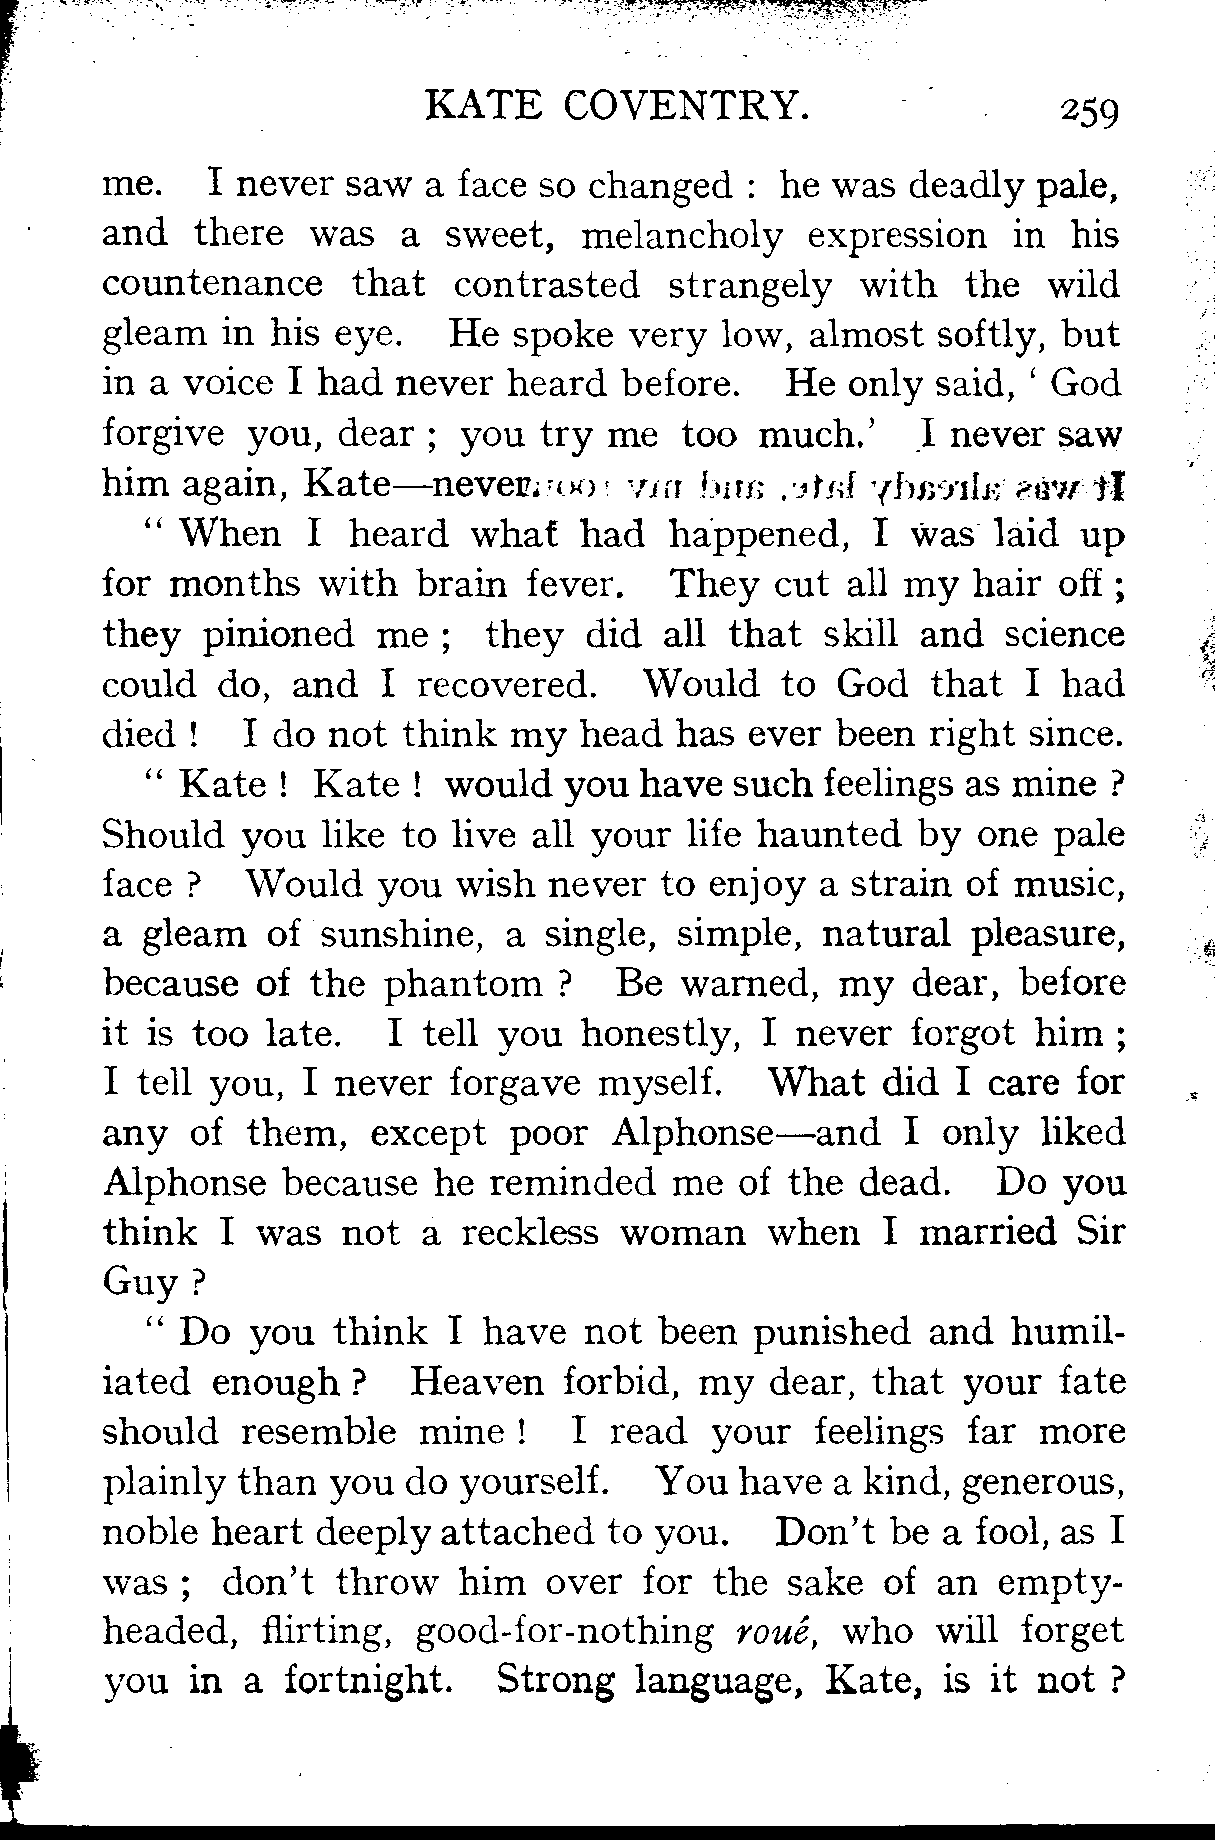 KATE COVENTRY. 259
me. I never saw a face so changed : he was deadly pale,
and there was a sweet, melancholy expression in his
countenance that contrasted strangely with the wild
gleam in his eye. He spoke very low, almost softly, but
in a voice I had never heard before. He only said, ‘ God
forgive you, dear ; you try me too much.’ I never saw
him again, Kate—never.
“ When I heard what had happened, I was laid up
for months with brain fever. They cut all my hair off ;
they pinioned me ; they did all that skill and science
could do, and I recovered. Would to God that I had
died ! I do not think my head has ever been right since.
“ Kate ! Kate ! would you have such feelings as mine ?
Should you like to live all your life haunted by one pale
face ? Would you wish never to enjoy a strain of music,
a gleam of sunshine, a single, simple, natural pleasure,
because of the phantom ? Be warned, my dear, before
it is too late. I tell you honestly, I never forgot him ;
I tell you, I never forgave myself. What did I care for
any of them, except poor Alphonse—and I only liked
Alphonse because he reminded me of the dead. Do you
think I was not a reckless woman when I married Sir
Guy ?
“ Do you think I have not been punished and humil-
iated enough ? Heaven forbid, my dear, that your fate
should resemble mine ! I read your feelings far more
plainly than you do yourself. You have a kind, generous,
noble heart deeply attached to you. Don’t be a fool, as I
was ; don’t throw him over for the sake of an empty-
headed, flirting, good-for-nothing roué, who will forget
you in a fortnight. Strong language, Kate, is it not ?